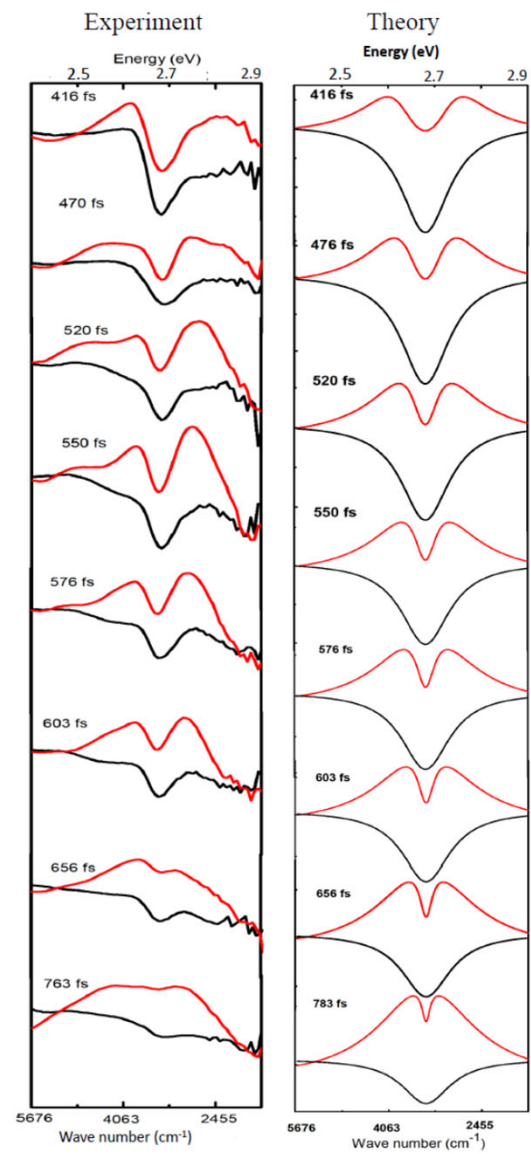 Experiment
Energy (eV)
2.5 2.7 2.9
416 fs
470 fs
520 fs
550 fs
576 fs
603 fs
656 fs
763 fs
5676 4063 2455
Wave number (cm⁻¹)
Theory
Energy (eV)
2.5 2.7 2.9
416 fs
476 fs
520 fs
550 fs
576 fs
603 fs
656 fs
783 fs
5676 4063 2455
Wave number (cm⁻¹)